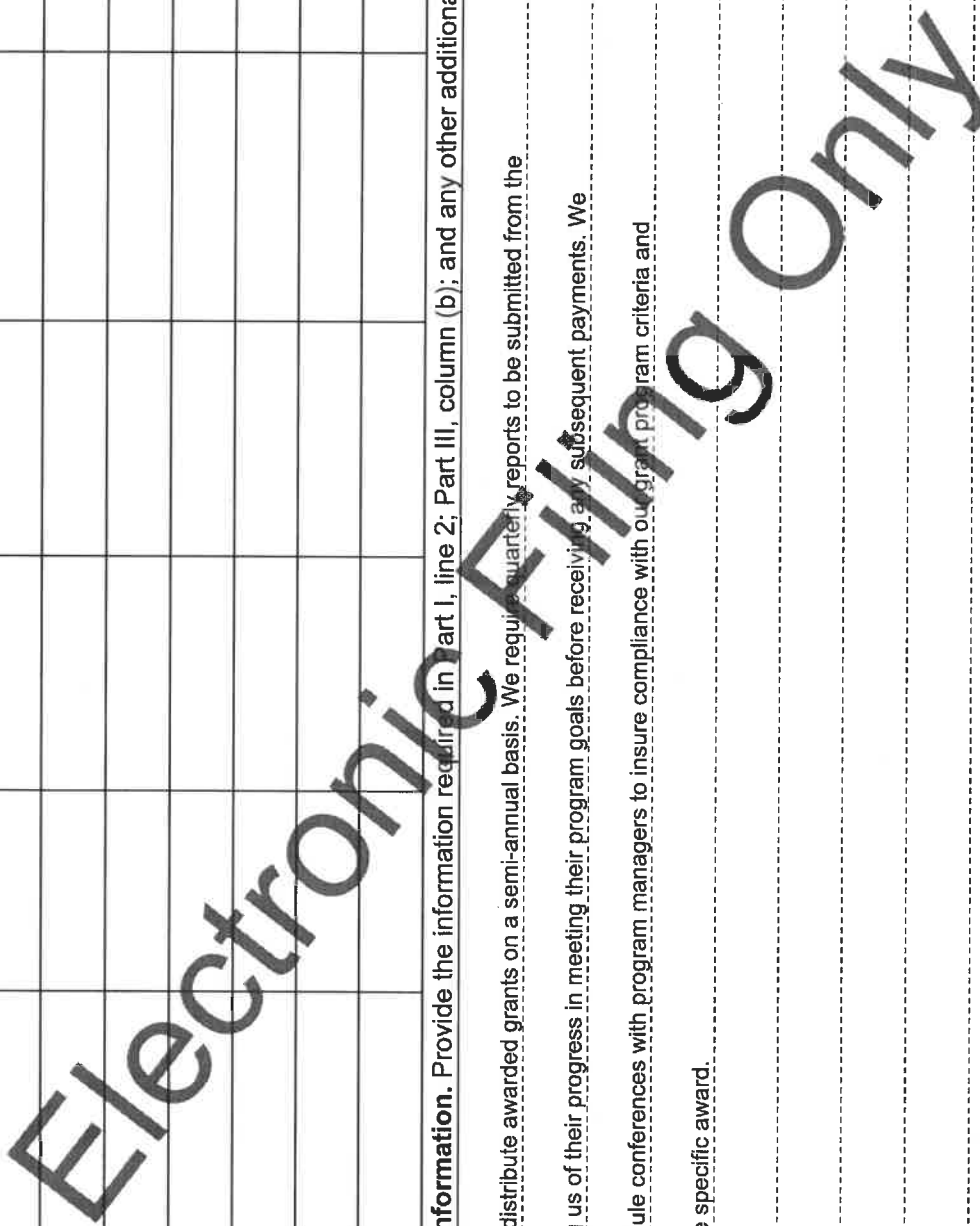 nformation. Provide the information required in Part I, line 2; Part III, column (b); and any other additiona
distribute awarded grants on a semi-annual basis. We require quarterly reports to be submitted from the
us of their progress in meeting their program goals before receiving any subsequent payments. We
ule conferences with program managers to insure compliance with our grant program criteria and
e specific award.
Electronic Filing Only